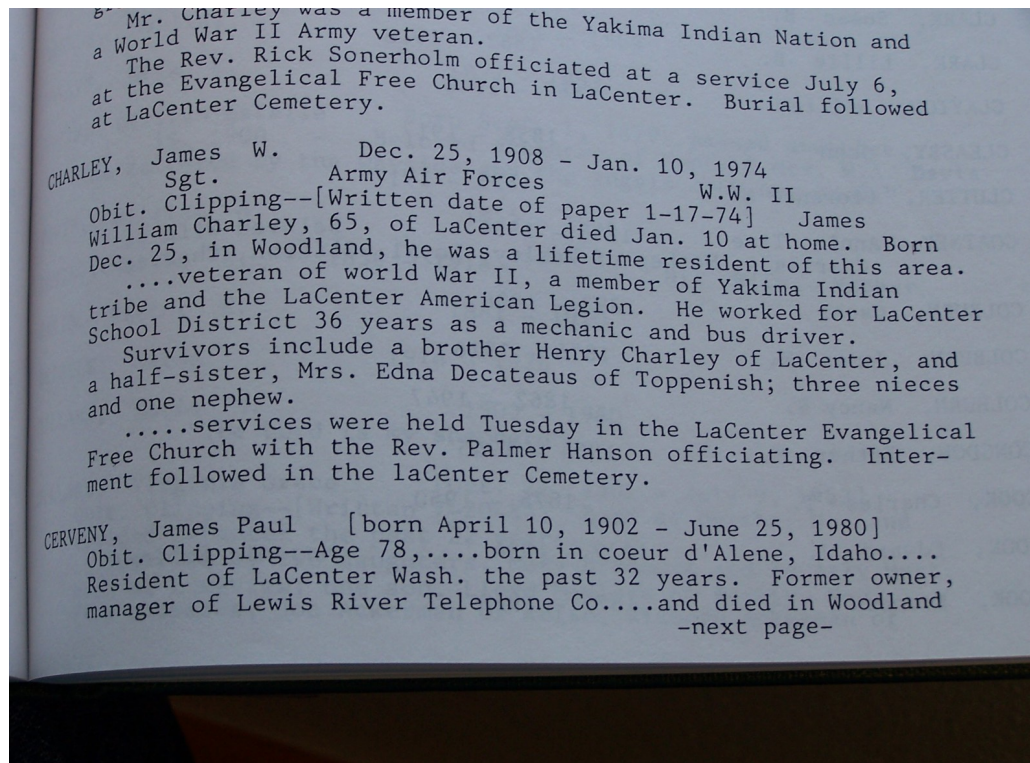 Mr. Charley was a member of the Yakima Indian Nation and
a World War II Army veteran.
The Rev. Rick Sonerholm officiated at a service July 6,
at the Evangelical Free Church in LaCenter. Burial followed
at LaCenter Cemetery.
CHARLEY, James W. Dec. 25, 1908 - Jan. 10, 1974
Sgt. Army Air Forces W.W. II
Obit. Clipping--[Written date of paper 1-17-74] James
William Charley, 65, of LaCenter died Jan. 10 at home. Born
Dec. 25, in Woodland, he was a lifetime resident of this area.
....veteran of world War II, a member of Yakima Indian
tribe and the LaCenter American Legion. He worked for LaCenter
School District 36 years as a mechanic and bus driver.
Survivors include a brother Henry Charley of LaCenter, and
a half-sister, Mrs. Edna Decateaus of Toppenish; three nieces
and one nephew.
.....services were held Tuesday in the LaCenter Evangelical
Free Church with the Rev. Palmer Hanson officiating. Inter-
ment followed in the laCenter Cemetery.
CERVENY, James Paul [born April 10, 1902 - June 25, 1980]
Obit. Clipping--Age 78,....born in coeur d'Alene, Idaho....
Resident of LaCenter Wash. the past 32 years. Former owner,
manager of Lewis River Telephone Co....and died in Woodland
-next page-